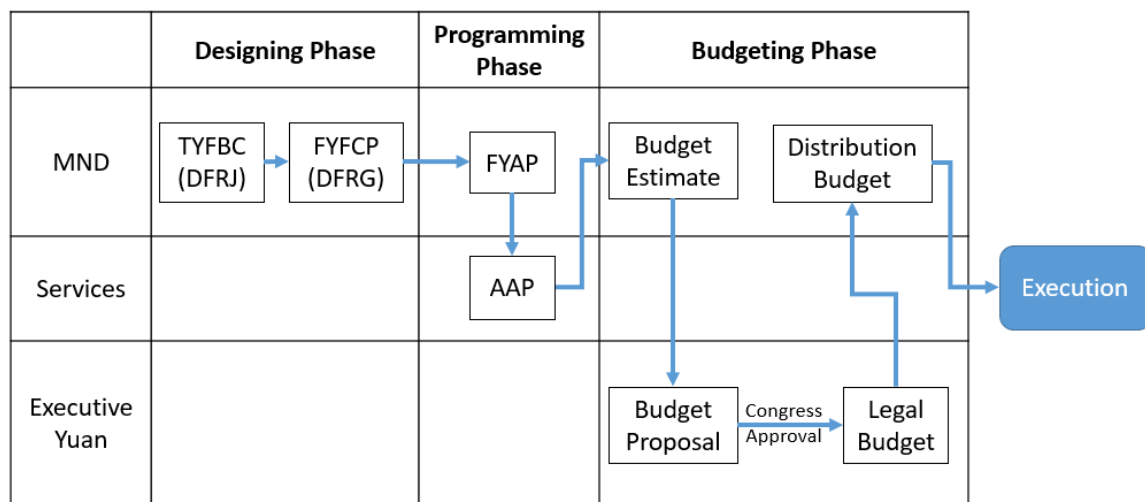 Designing Phase
Programming
Phase
Budgeting Phase
MND
TYFBC
(DFRJ)
FYFCP
(DFRG)
FYAP
Budget
Estimate
Distribution
Budget
Services
AAP
Execution
Executive
Yuan
Budget
Proposal
Congress
Approval
Legal
Budget